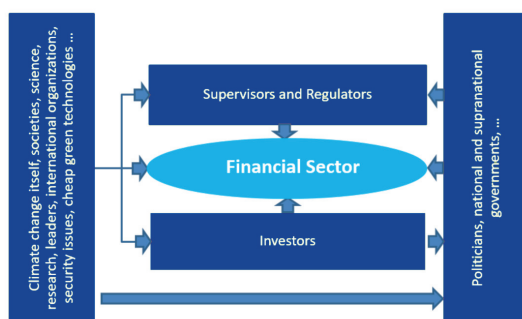 Climate change itself, societies, science,
research, leaders, international organizations,
security issues, cheap green technologies ...
Supervisors and Regulators
Financial Sector
Investors
Politicians, national and supranational
governments, ...